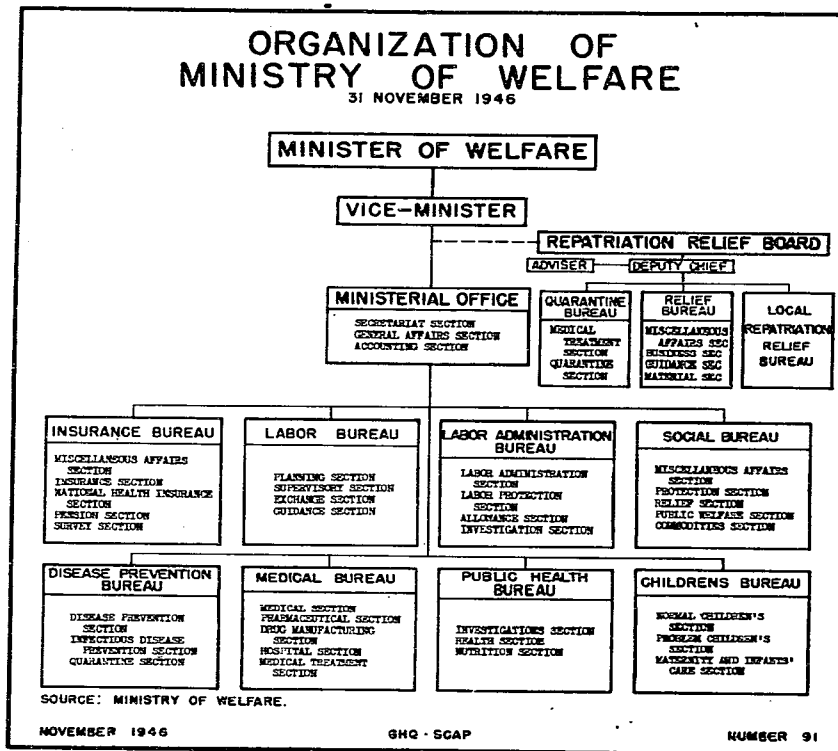 ORGANIZATION OF
MINISTRY OF WELFARE
31 NOVEMBER 1946
MINISTER OF WELFARE
VICE-MINISTER
REPATRIATION RELIEF BOARD
ADVISER
DEPUTY CHIEF
MINISTERIAL OFFICE
SECRETARIAT SECTION
GENERAL AFFAIRS SECTION
ACCOUNTING SECTION
QUARANTINE
BUREAU
MEDICAL
TREATMENT
SECTION
QUARANTINE
SECTION
RELIEF
BUREAU
MISCELLANEOUS
AFFAIRS SEC
BUSINESS SEC
GUIDANCE SEC
MATERIAL SEC
LOCAL
REPATRIATION
RELIEF
BUREAU
INSURANCE BUREAU
MISCELLANEOUS AFFAIRS
SECTION
INSURANCE SECTION
NATIONAL HEALTH INSURANCE
SECTION
PENSION SECTION
SURVEY SECTION
LABOR BUREAU
PLANNING SECTION
SUPERVISORY SECTION
EXCHANGE SECTION
GUIDANCE SECTION
LABOR ADMINISTRATION
BUREAU
LABOR ADMINISTRATION
SECTION
LABOR PROTECTION
SECTION
ALLOWANCE SECTION
INVESTIGATION SECTION
SOCIAL BUREAU
MISCELLANEOUS AFFAIRS
SECTION
PROTECTION SECTION
RELIEF SECTION
PUBLIC WELFARE SECTION
COMMODITIES SECTION
DISEASE PREVENTION
BUREAU
DISEASE PREVENTION
SECTION
INFECTIOUS DISEASE
PREVENTION SECTION
QUARANTINE SECTION
MEDICAL BUREAU
MEDICAL SECTION
PHARMACEUTICAL SECTION
DRUG MANUFACTURING
SECTION
HOSPITAL SECTION
MEDICAL TREATMENT
SECTION
PUBLIC HEALTH
BUREAU
INVESTIGATIONS SECTION
HEALTH SECTION
NUTRITION SECTION
CHILDRENS BUREAU
NORMAL CHILDREN'S
SECTION
PROBLEM CHILDREN'S
SECTION
MATERNITY AND INFANTS'
CARE SECTION
SOURCE: MINISTRY OF WELFARE.
NOVEMBER 1946
GHQ - SCAP
NUMBER 91